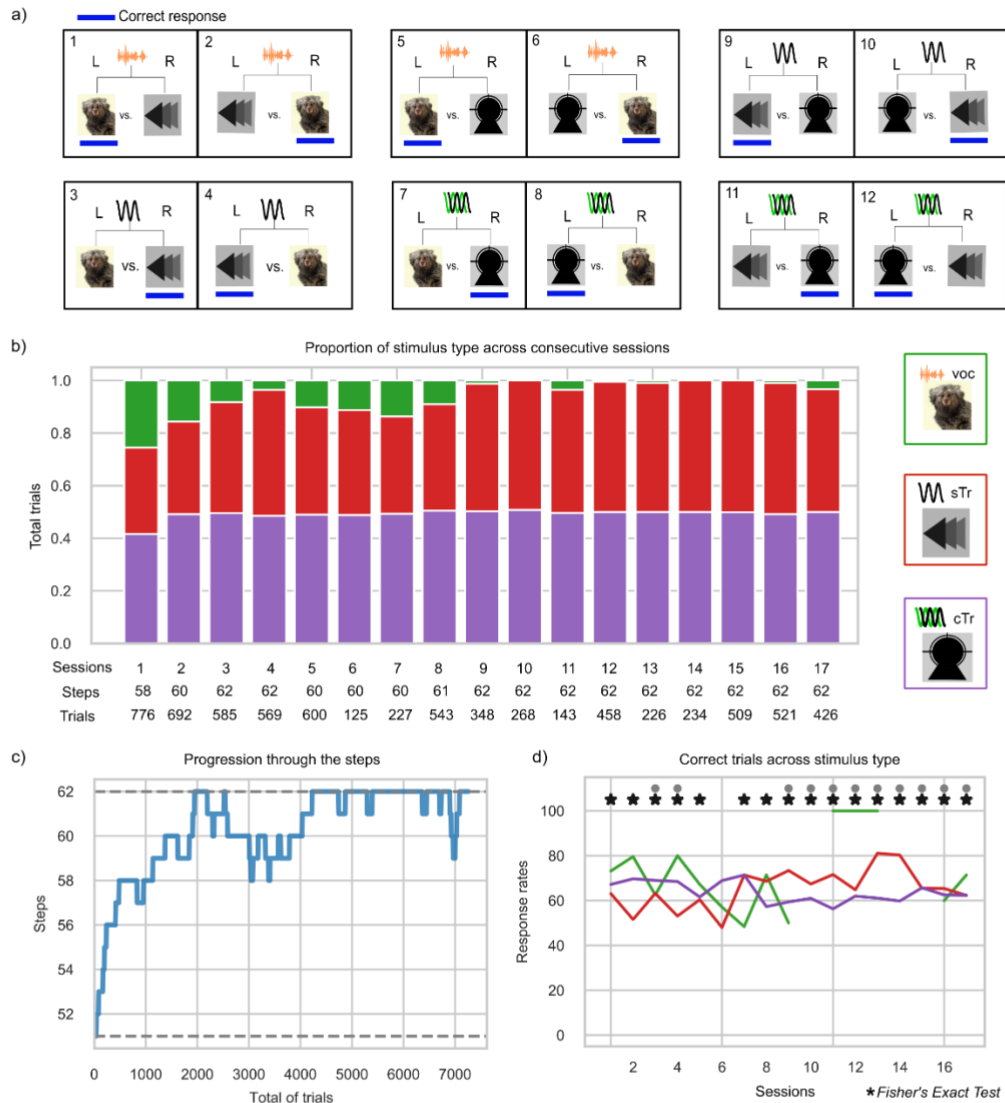 a)
Correct response
1 L R vs.
2 L R vs.
5 L R vs.
6 L R vs.
9 L R vs.
10 L R vs.
3 L R vs.
4 L R vs.
7 L R vs.
8 L R vs.
11 L R vs.
12 L R vs.
b)
Proportion of stimulus type across consecutive sessions
Total trials
1.0
0.8
0.6
0.4
0.2
0.0
Sessions 1 2 3 4 5 6 7 8 9 10 11 12 13 14 15 16 17
Steps 58 60 62 62 60 60 60 61 62 62 62 62 62 62 62 62 62
Trials 776 692 585 569 600 125 227 543 348 268 143 458 226 234 509 521 426
voc
sTr
cTr
c)
Progression through the steps
Steps
62
60
58
56
54
52
0 1000 2000 3000 4000 5000 6000 7000
Total of trials
d)
Correct trials across stimulus type
Response rates
100
80
60
40
20
0
2 4 6 8 10 12 14 16
Sessions
*Fisher's Exact Test